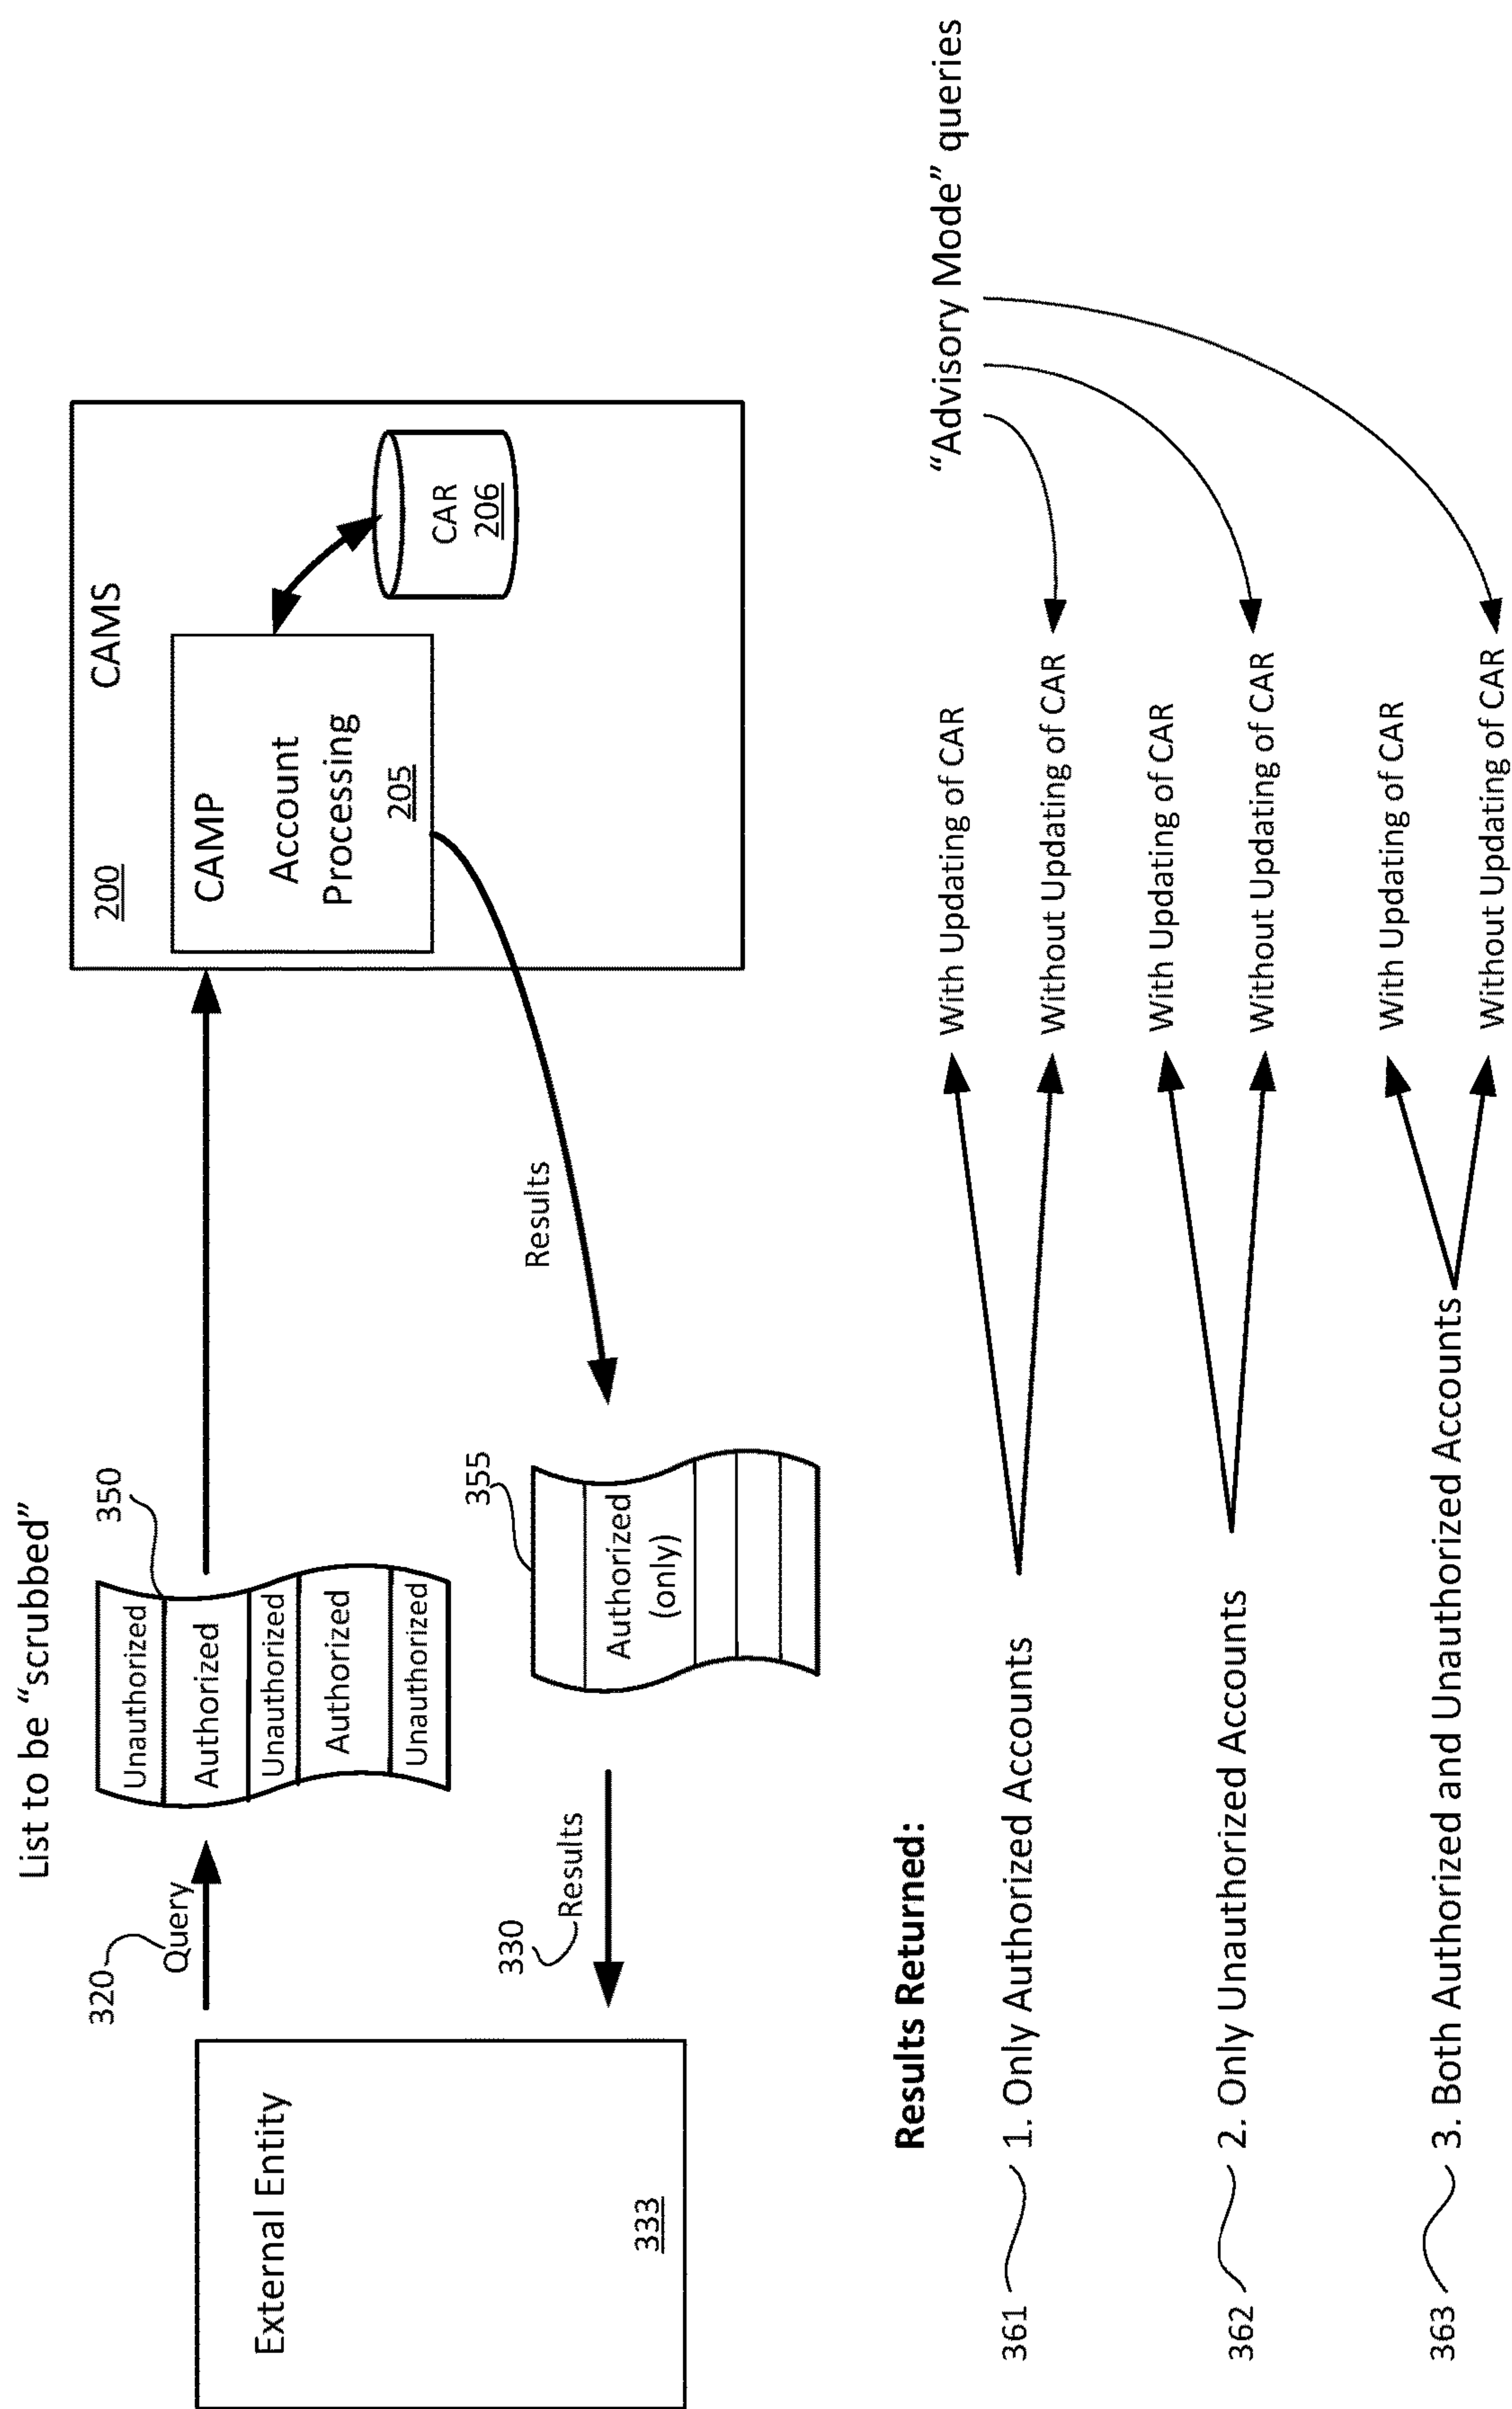 List to be “scrubbed”
320
Query
350
Unauthorized
Authorized
Unauthorized
Authorized
Unauthorized
External Entity
333
200
CAMS
CAMP
Account
Processing
205
CAR
206
Results
355
Authorized
(only)
330
Results
Results Returned:
“Advisory Mode” queries
361
1. Only Authorized Accounts
With Updating of CAR
Without Updating of CAR
362
2. Only Unauthorized Accounts
With Updating of CAR
Without Updating of CAR
363
3. Both Authorized and Unauthorized Accounts
With Updating of CAR
Without Updating of CAR